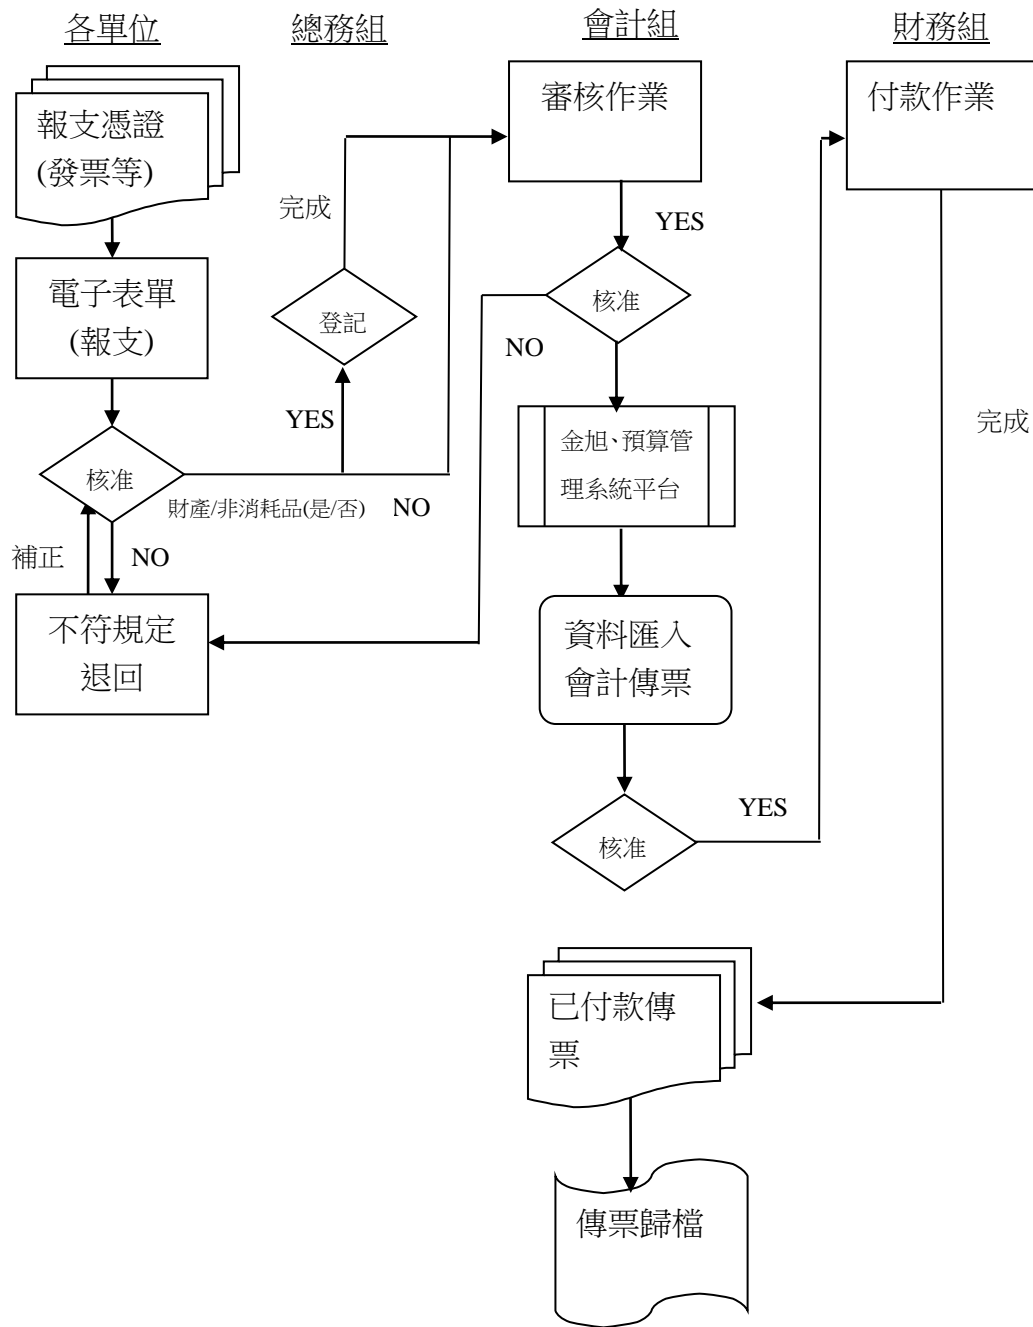 各單位
總務組
會計組
財務組
報支憑證
(發票等)
電子表單
(報支)
核准
補正
NO
不符規定
退回
完成
登記
YES
財產/非消耗品(是/否)
NO
審核作業
YES
核准
NO
金旭、預算管
理系統平台
資料匯入
會計傳票
核准
YES
付款作業
完成
已付款傳
票
傳票歸檔